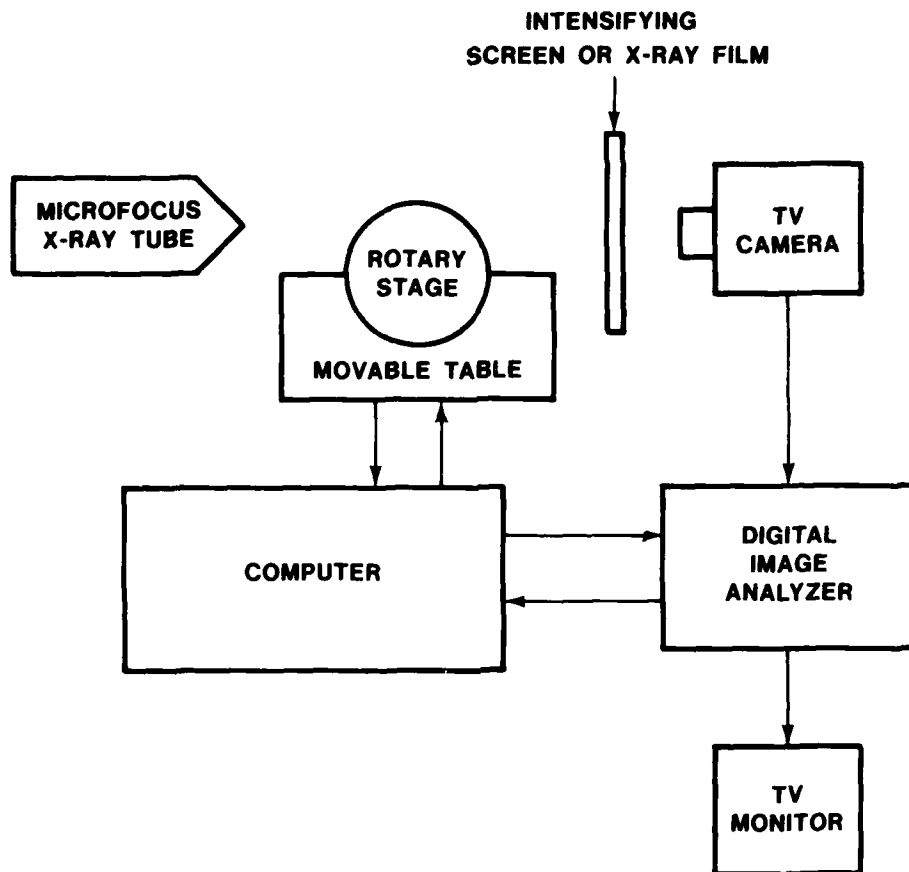 INTENSIFYING
SCREEN OR X-RAY FILM
MICROFOCUS
X-RAY TUBE
ROTARY
STAGE
MOVABLE TABLE
TV
CAMERA
COMPUTER
DIGITAL
IMAGE
ANALYZER
TV
MONITOR